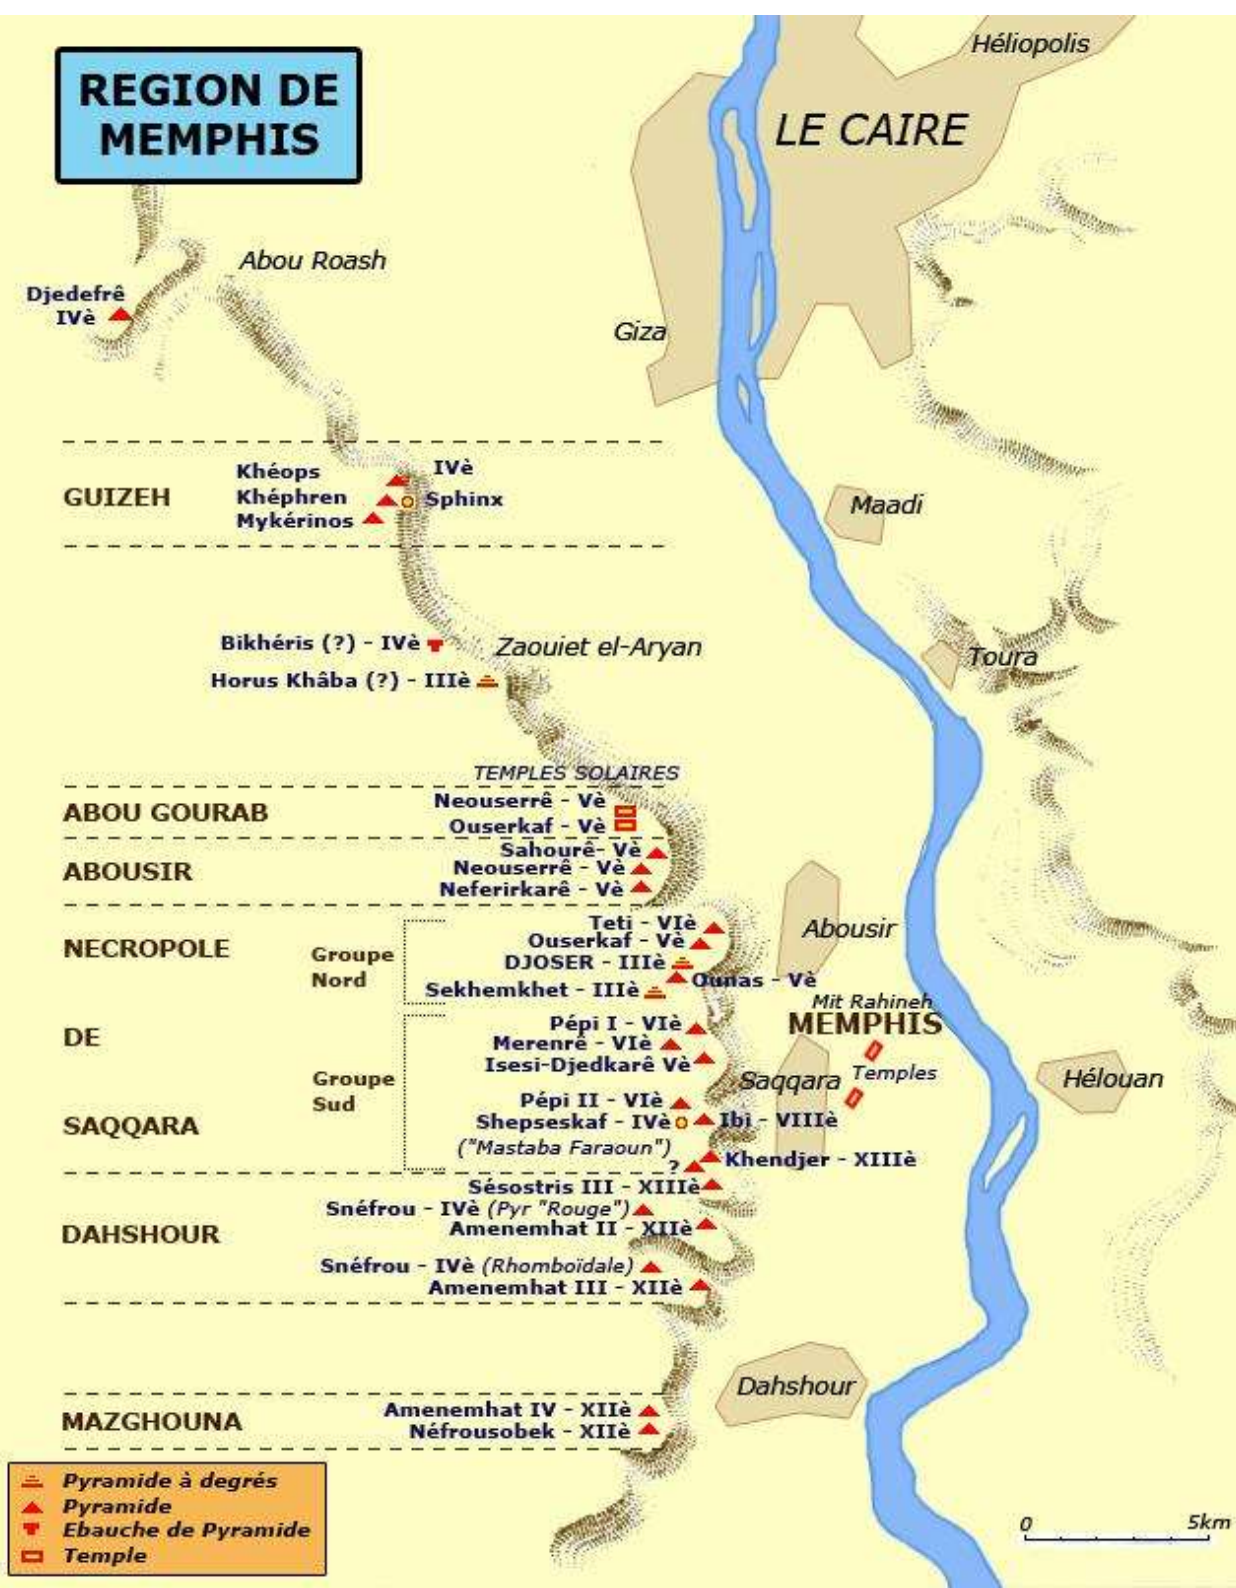 REGION DE
MEMPHIS
Héliopolis
LE CAIRE
Abou Roash
Djedefrê
IVè
Giza
GUIZEH
Khéops
IVè
Khéphren
Sphinx
Mykérinos
Maadi
Bikhéris (?) - IVè
Zaouiet el-Aryan
Toura
Horus Khâba (?) - IIIè
TEMPLES SOLAIRES
ABOU GOURAB
Neouserrê - Vè
Ouserkaf - Vè
ABOUSIR
Sahourê- Vè
Neouserrê - Vè
Neferirkarê - Vè
NECROPOLE
Groupe
Nord
Teti - VIè
Ouserkaf - Vè
DJOSER - IIIè
Ounas - Vè
Sekhemkhet - IIIè
Abousir
Mit Rahineh
MEMPHIS
DE
Pépi I - VIè
Merenrê - VIè
Isesi-Djedkarê Vè
Groupe
Sud
Saqqara
Temples
Hélouan
SAQQARA
Pépi II - VIè
Shepseskaf - IVè
Ibi - VIIIè
("Mastaba Faraoun")
?
Khendjer - XIIIè
DAHSHOUR
Sésostris III - XIIIè
Snéfrou - IVè (Pyr "Rouge")
Amenemhat II - XIIè
Snéfrou - IVè (Rhomboïdale)
Amenemhat III - XIIè
Dahshour
MAZGHOUNA
Amenemhat IV - XIIè
Néfrousobek - XIIè
Pyramide à degrés
Pyramide
Ebauche de Pyramide
Temple
0 5km